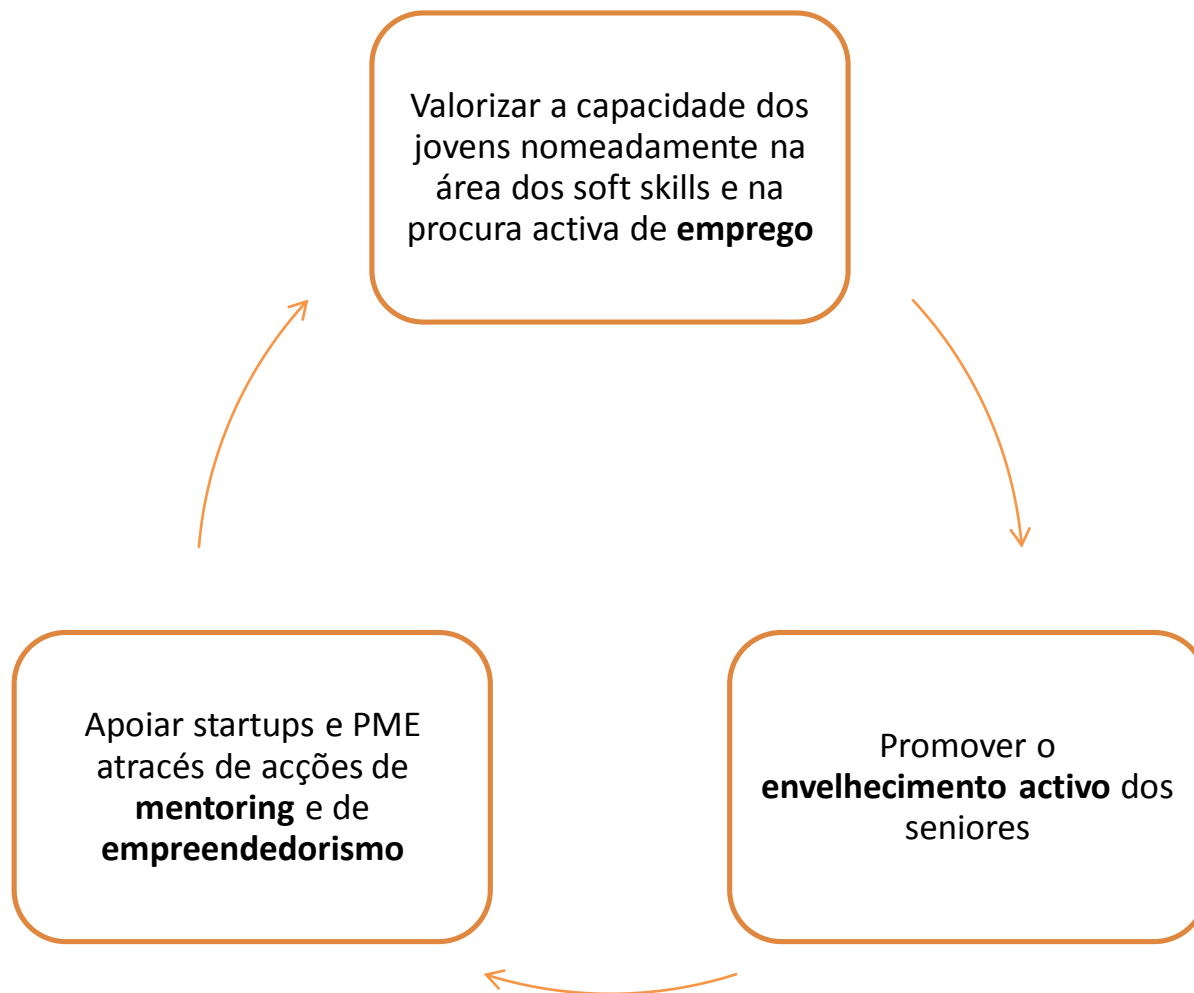 Valorizar a capacidade dos
jovens nomeadamente na
área dos soft skills e na
procura activa de emprego
Apoiar startups e PME
atracés de acções de
mentoring e de
empreendedorismo
Promover o
envelhecimento activo dos
seniores